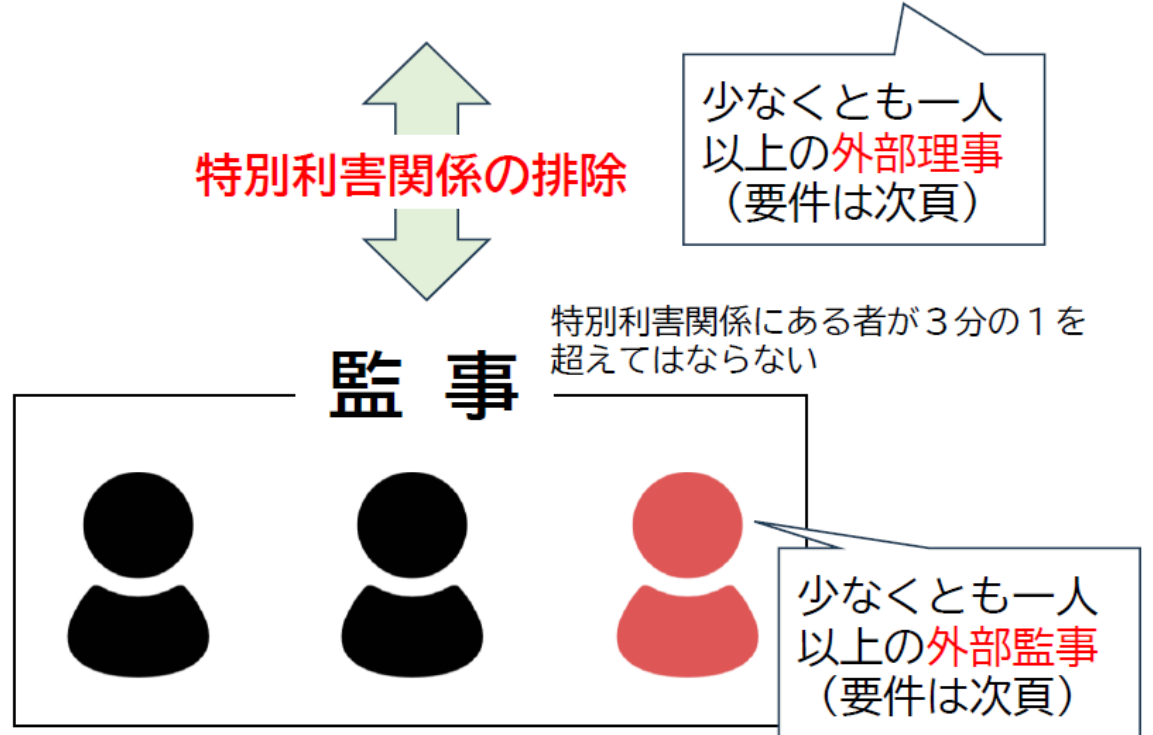 少なくとも一人
以上の外部理事
（要件は次頁）
特別利害関係の排除
特別利害関係にある者が３分の１を
超えてはならない
監 事
少なくとも一人
以上の外部監事
（要件は次頁）